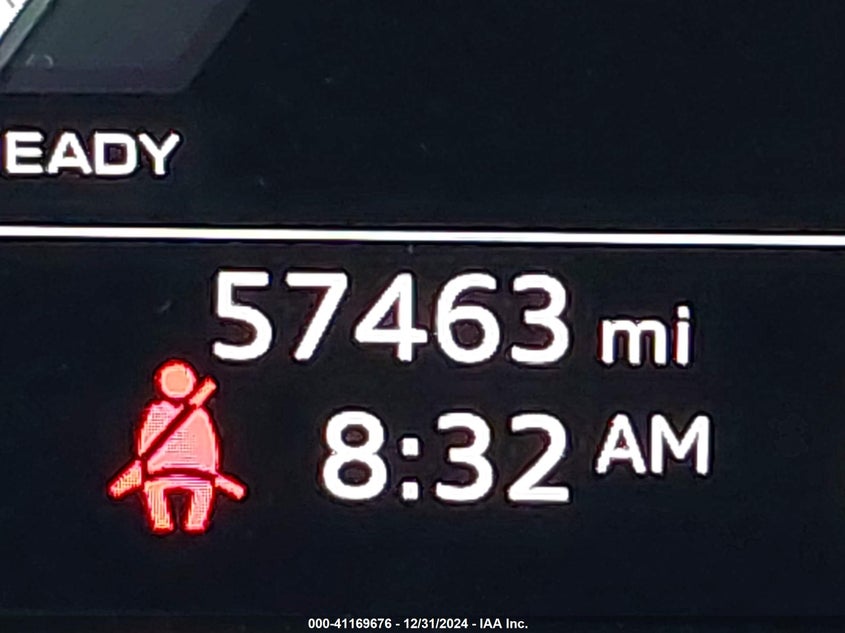 EADY
57463 mi
8:32 AM
000-41169676 - 12/31/2024 - IAA Inc.